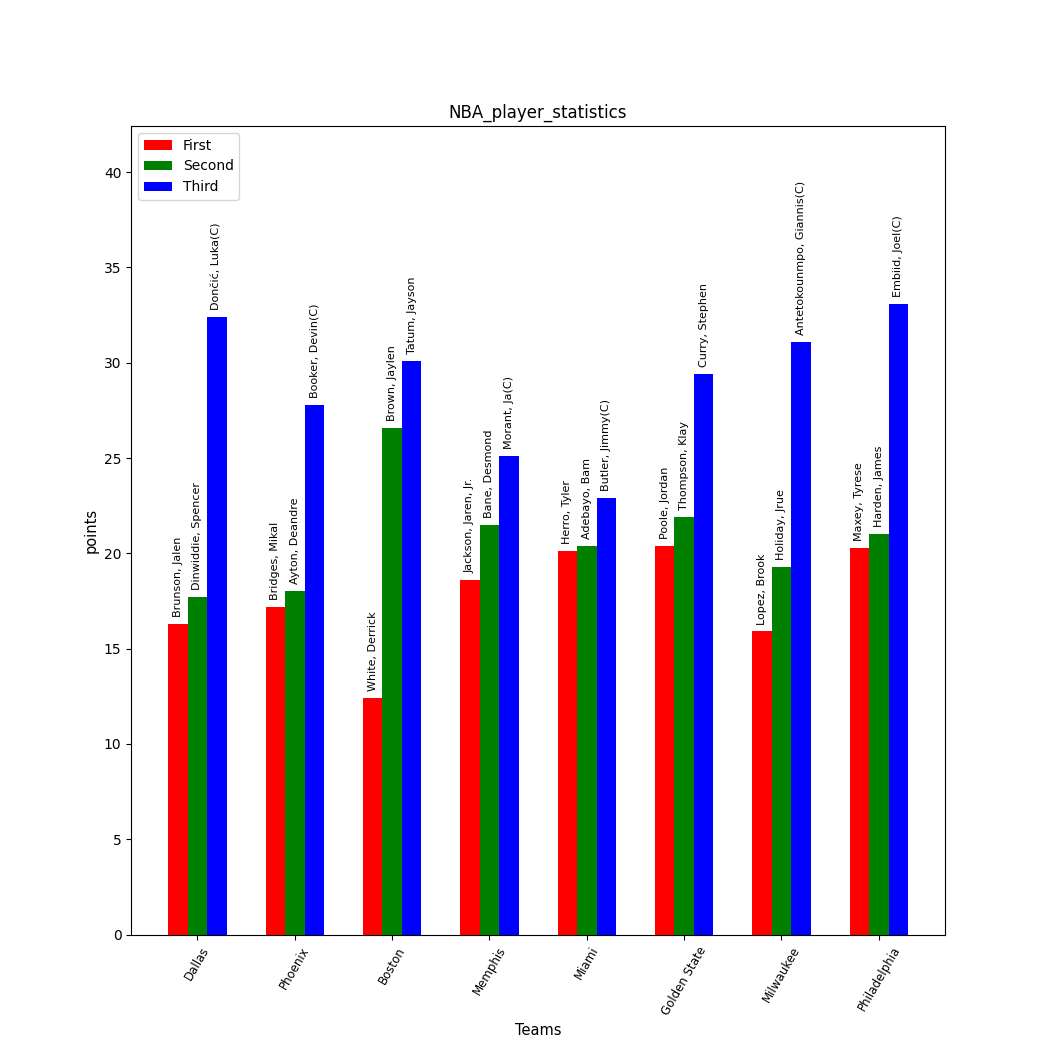 NBA_player_statistics
First
Second
Third
points
40
35
30
25
20
15
10
5
0
Brunson, Jalen
Dinwiddie, Spencer
Dončić, Luka(C)
Bridges, Mikal
Ayton, Deandre
Booker, Devin(C)
White, Derrick
Brown, Jaylen
Tatum, Jayson
Jackson, Jaren, Jr.
Bane, Desmond
Morant, Ja(C)
Herro, Tyler
Adebayo, Bam
Butler, Jimmy(C)
Poole, Jordan
Thompson, Klay
Curry, Stephen
Lopez, Brook
Holiday, Jrue
Antetokounmpo, Giannis(C)
Maxey, Tyrese
Harden, James
Embiid, Joel(C)
Dallas
Phoenix
Boston
Memphis
Miami
Golden State
Milwaukee
Philadelphia
Teams